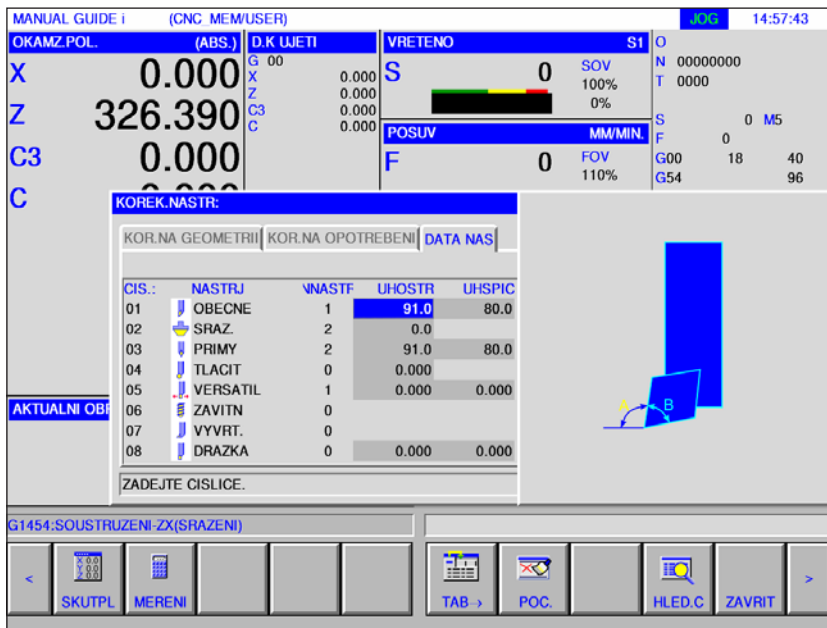 MANUAL GUIDE i (CNC_MEM/USER) JOG 14:57:43
OKAMZ.POL. (ABS.)
X 0.000
Z 326.390
C3 0.000
C
D.K UJETI
G 00
X 0.000
Z 0.000
C3 0.000
C 0.000
VRETENO S1
S 0 SOV
100%
0%
POSUV MM/MIN.
F 0 FOV
110%
O
N 00000000
T 0000
S 0 M5
F 0
G00 18 40
G54 96
KOREK.NASTR:
KOR.NA GEOMETRII KOR.NA OPOTREBENI DATA NAS
CIS.: NASTRJ UHOSTR UHSPIC
01 OBECNE 1 91.0 80.0
02 SRAZ. 2 0.0
03 PRIMY 2 91.0 80.0
04 TLACIT 0 0.000
05 VERSATIL 1 0.000 0.000
06 ZAVITN 0
07 VYVRT. 0
08 DRAZKA 0 0.000 0.000
ZADEJTE CISLICE.
A B
AKTUALNI
G1454:SOUSTRUZENI-ZX(SRAZENI)
< SKUTPL MERENI TAB→ POC. HLED.C ZAVRIT >